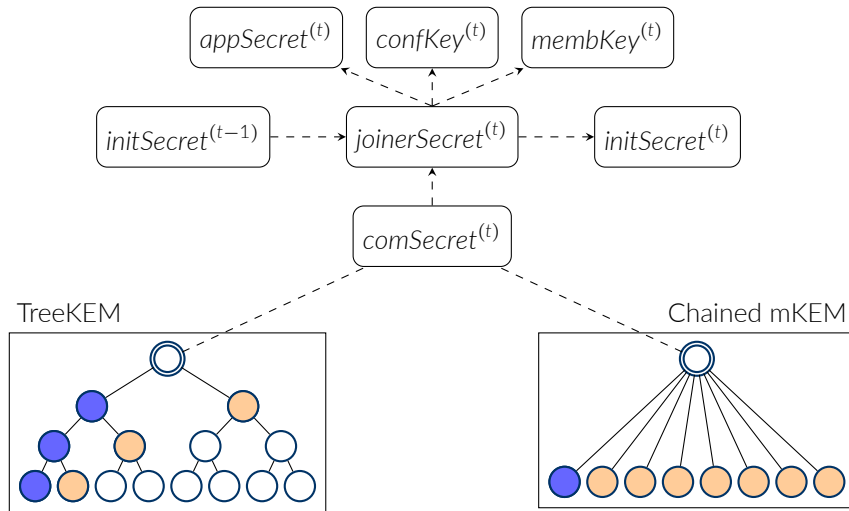 appSecret⁽ᵗ⁾ confKey⁽ᵗ⁾ membKey⁽ᵗ⁾
initSecret⁽ᵗ⁻¹⁾ joinerSecret⁽ᵗ⁾ initSecret⁽ᵗ⁾
comSecret⁽ᵗ⁾
TreeKEM Chained mKEM